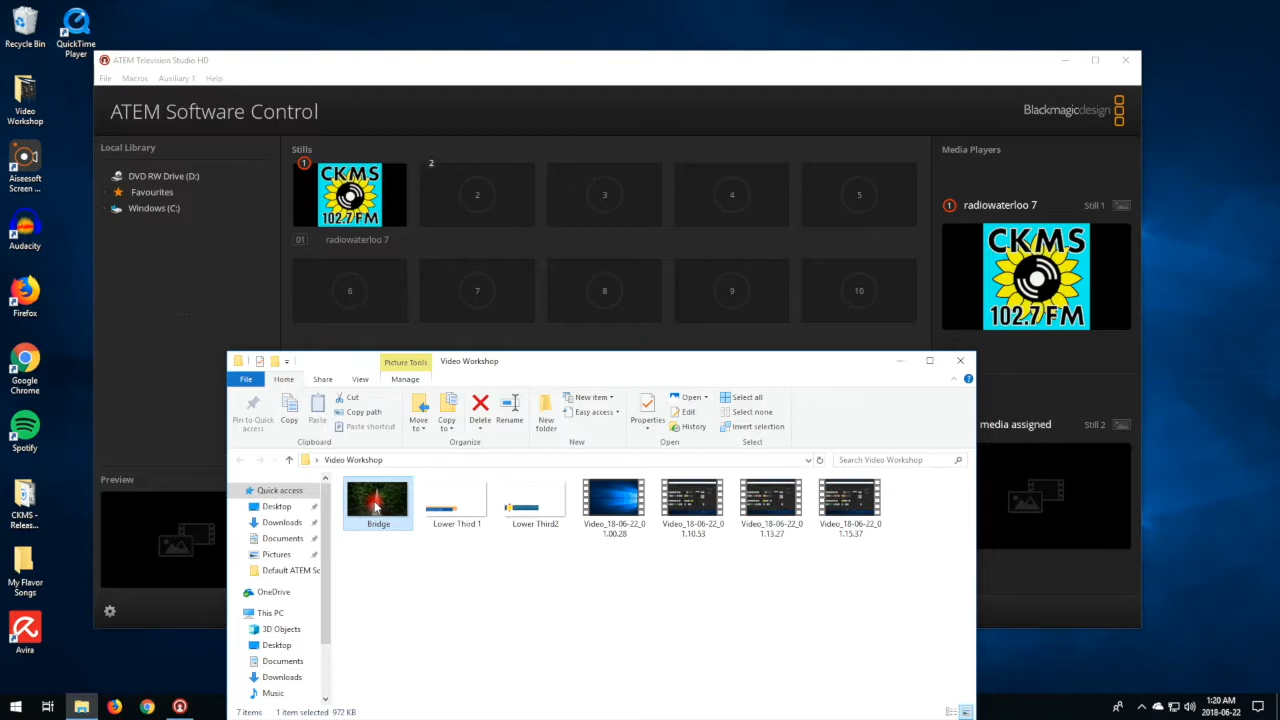 Recycle Bin
QuickTime Player
Video Workshop
Aiseesoft Screen ...
Audacity
Firefox
Google Chrome
Spotify
CKMS - Releas...
My Flavor Songs
Avira
ATEM Television Studio HD
File Macros Auxiliary 1 Help
ATEM Software Control
Blackmagicdesign
Local Library
DVD RW Drive (D:)
Favourites
Windows (C:)
Preview
Stills
1 2
CKMS
102.7 FM
2 3 4 5
01 radiowaterloo 7
6 7 8 9 10
Media Players
1 radiowaterloo 7 Still 1
CKMS
102.7 FM
media assigned Still 2
Picture Tools Video Workshop
File Home Share View Manage
Pin to Quick access
Copy
Paste
Cut
Copy path
Paste shortcut
Clipboard
Move to
Copy to
Delete
Rename
Organize
New folder
New item
Easy access
New
Properties
Open
Edit
History
Open
Select all
Select none
Invert selection
Select
Video Workshop
Search Video Workshop
Quick access
Desktop
Downloads
Documents
Pictures
Default ATEM Sc
OneDrive
This PC
3D Objects
Desktop
Documents
Downloads
Music
Bridge
Lower Third 1
Lower Third2
Video_18-06-22_01.00.28
Video_18-06-22_01.10.53
Video_18-06-22_01.13.27
Video_18-06-22_01.15.37
7 items 1 item selected 972 KB
1:20 AM
2018-06-22